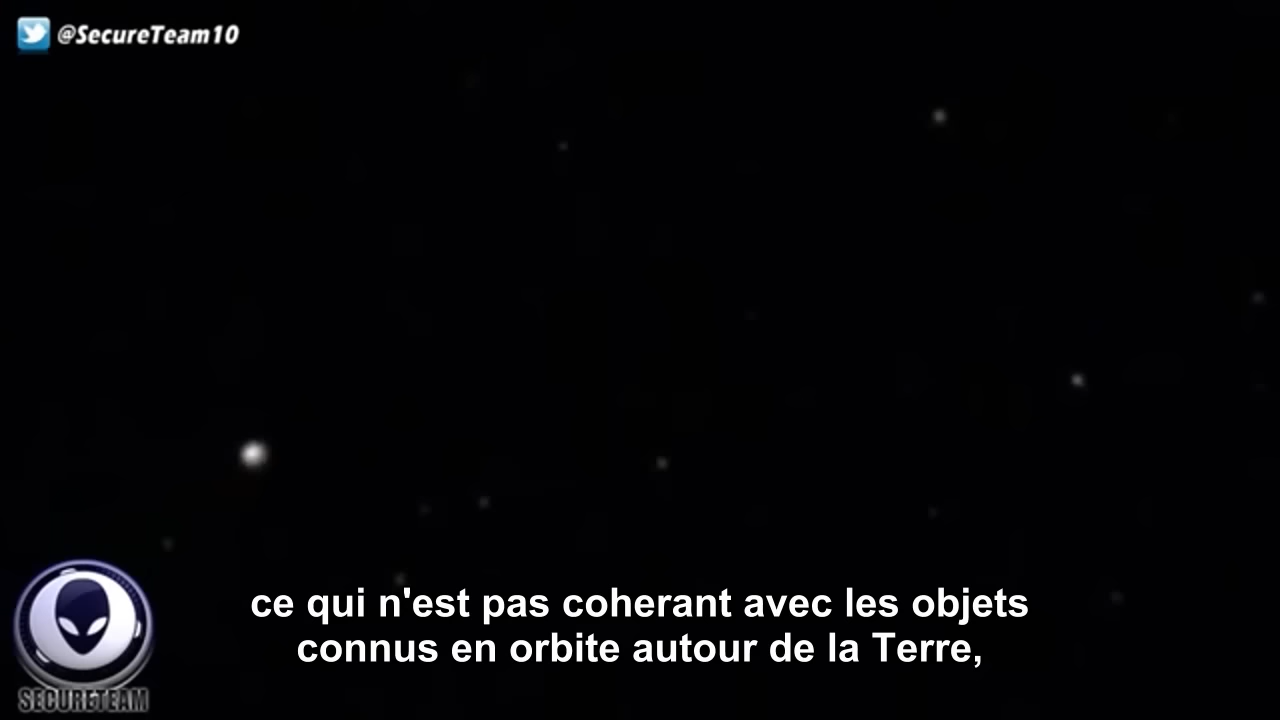 @SecureTeam10
ce qui n'est pas coherant avec les objets
connus en orbite autour de la Terre,
SECURETEAM